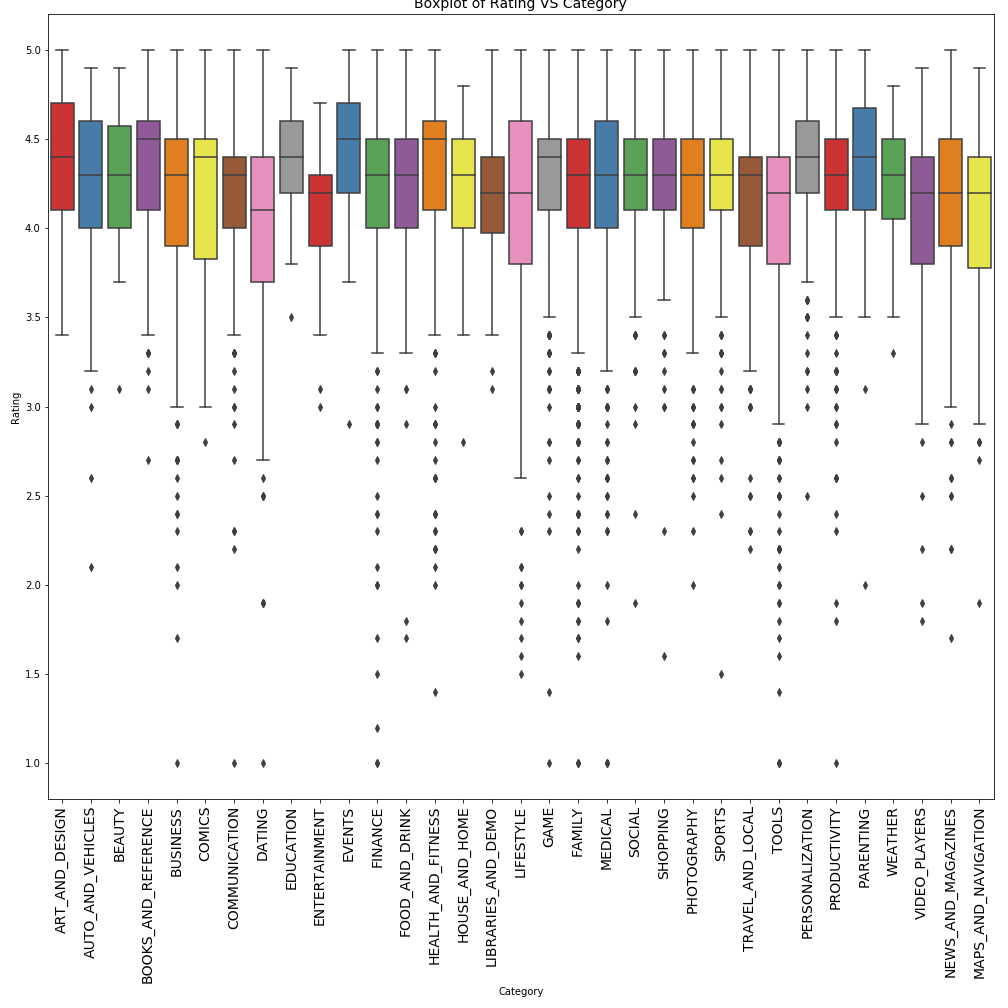 Boxplot of Rating VS Category
Rating
5.0
4.5
4.0
3.5
3.0
2.5
2.0
1.5
1.0
ART_AND_DESIGN
AUTO_AND_VEHICLES
BEAUTY
BOOKS_AND_REFERENCE
BUSINESS
COMICS
COMMUNICATION
DATING
EDUCATION
ENTERTAINMENT
EVENTS
FINANCE
FOOD_AND_DRINK
HEALTH_AND_FITNESS
HOUSE_AND_HOME
LIBRARIES_AND_DEMO
LIFESTYLE
GAME
FAMILY
MEDICAL
SOCIAL
SHOPPING
PHOTOGRAPHY
SPORTS
TRAVEL_AND_LOCAL
TOOLS
PERSONALIZATION
PRODUCTIVITY
PARENTING
WEATHER
VIDEO_PLAYERS
NEWS_AND_MAGAZINES
MAPS_AND_NAVIGATION
Category